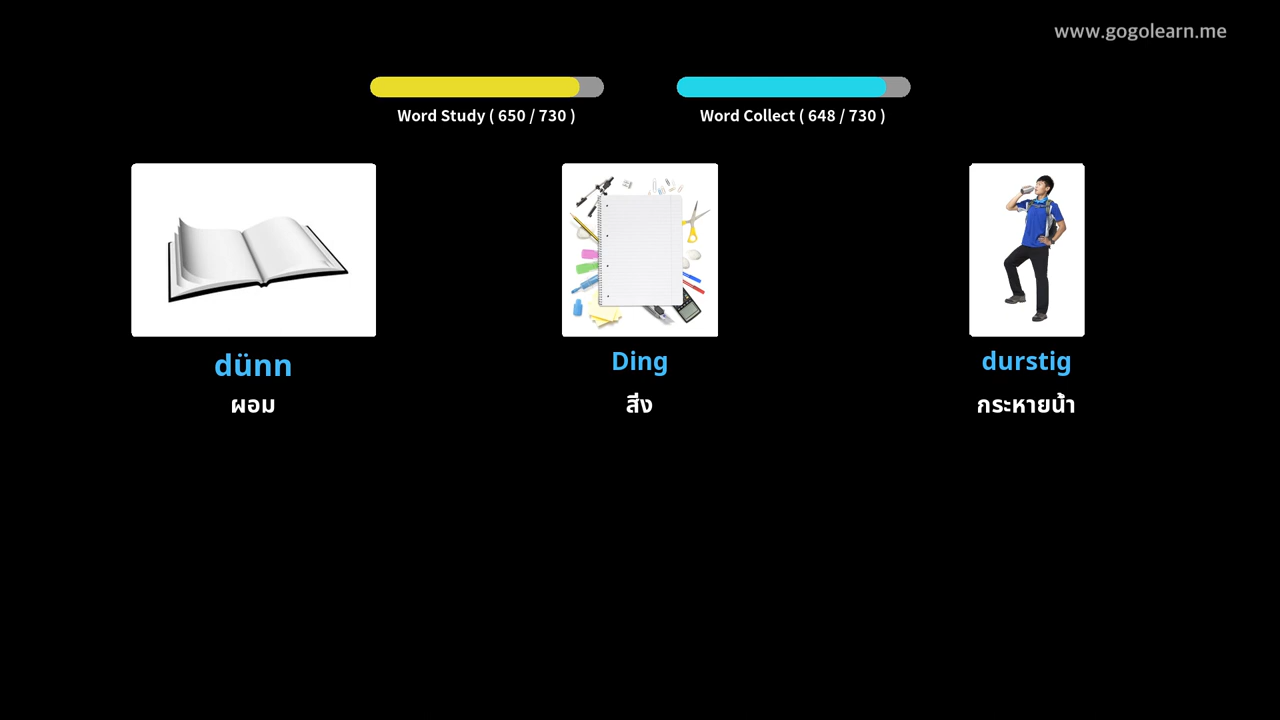 www.gogolearn.me
Word Study ( 650 / 730 )
Word Collect ( 648 / 730 )
dünn
ผอม
Ding
สิ่ง
durstig
กระหายน้ำ